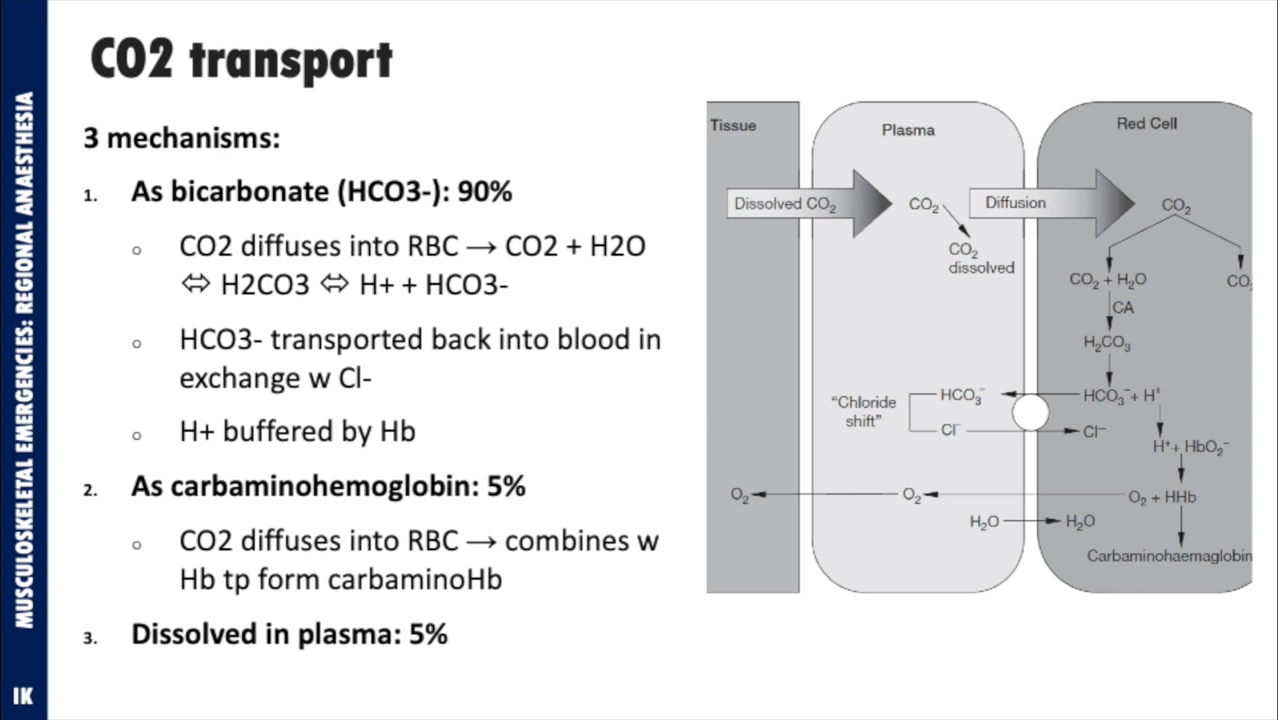 MUSCULOSKELETAL EMERGENCIES: REGIONAL ANAESTHESIA
IK
CO2 transport
3 mechanisms:
1. As bicarbonate (HCO3-): 90%
○ CO2 diffuses into RBC → CO2 + H2O
⇔ H2CO3 ⇔ H+ + HCO3-
○ HCO3- transported back into blood in
exchange w Cl-
○ H+ buffered by Hb
2. As carbaminohemoglobin: 5%
○ CO2 diffuses into RBC → combines w
Hb tp form carbaminoHb
3. Dissolved in plasma: 5%
Tissue
Plasma
Red Cell
Dissolved CO₂
CO₂
Diffusion
CO₂
CO₂
dissolved
CO₂ + H₂O
CO₂
CA
H₂CO₃
"Chloride
shift"
HCO₃⁻
HCO₃⁻ + H⁺
Cl⁻
Cl⁻
H⁺ + HbO₂⁻
O₂
O₂
O₂ + HHb
H₂O
H₂O
Carbaminohaemaglobin